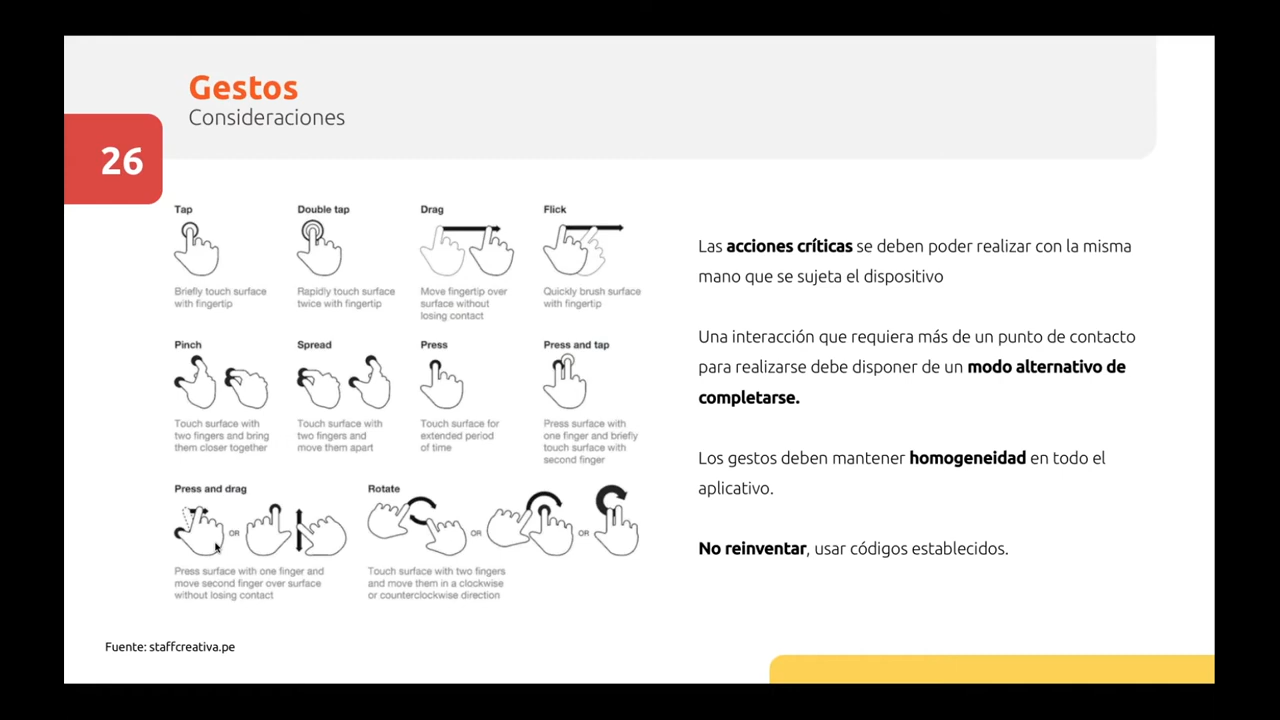 Gestos
Consideraciones
26
Tap
Briefly touch surface
with fingertip
Double tap
Rapidly touch surface
twice with fingertip
Drag
Move fingertip over
surface without
losing contact
Flick
Quickly brush surface
with fingertip
Pinch
Touch surface with
two fingers and bring
them closer together
Spread
Touch surface with
two fingers and
move them apart
Press
Touch surface for
extended period
of time
Press and tap
Press surface with
one finger and briefly
touch surface with
second finger
Press and drag
OR
Press surface with one finger and
move second finger over surface
without losing contact
Rotate
OR
OR
Touch surface with two fingers
and move them in a clockwise
or counterclockwise direction
Las acciones críticas se deben poder realizar con la misma
mano que se sujeta el dispositivo
Una interacción que requiera más de un punto de contacto
para realizarse debe disponer de un modo alternativo de
completarse.
Los gestos deben mantener homogeneidad en todo el
aplicativo.
No reinventar, usar códigos establecidos.
Fuente: staffcreativa.pe